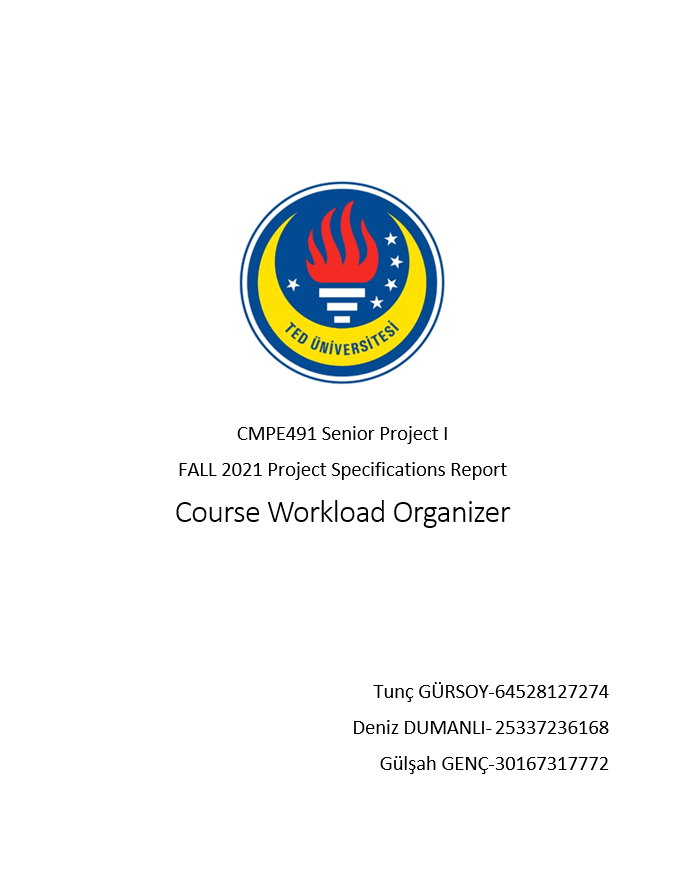 TED ÜNİVERSİTESİ
CMPE491 Senior Project I
FALL 2021 Project Specifications Report
Course Workload Organizer
Tunç GÜRSOY-64528127274
Deniz DUMANLI- 25337236168
Gülşah GENÇ-30167317772